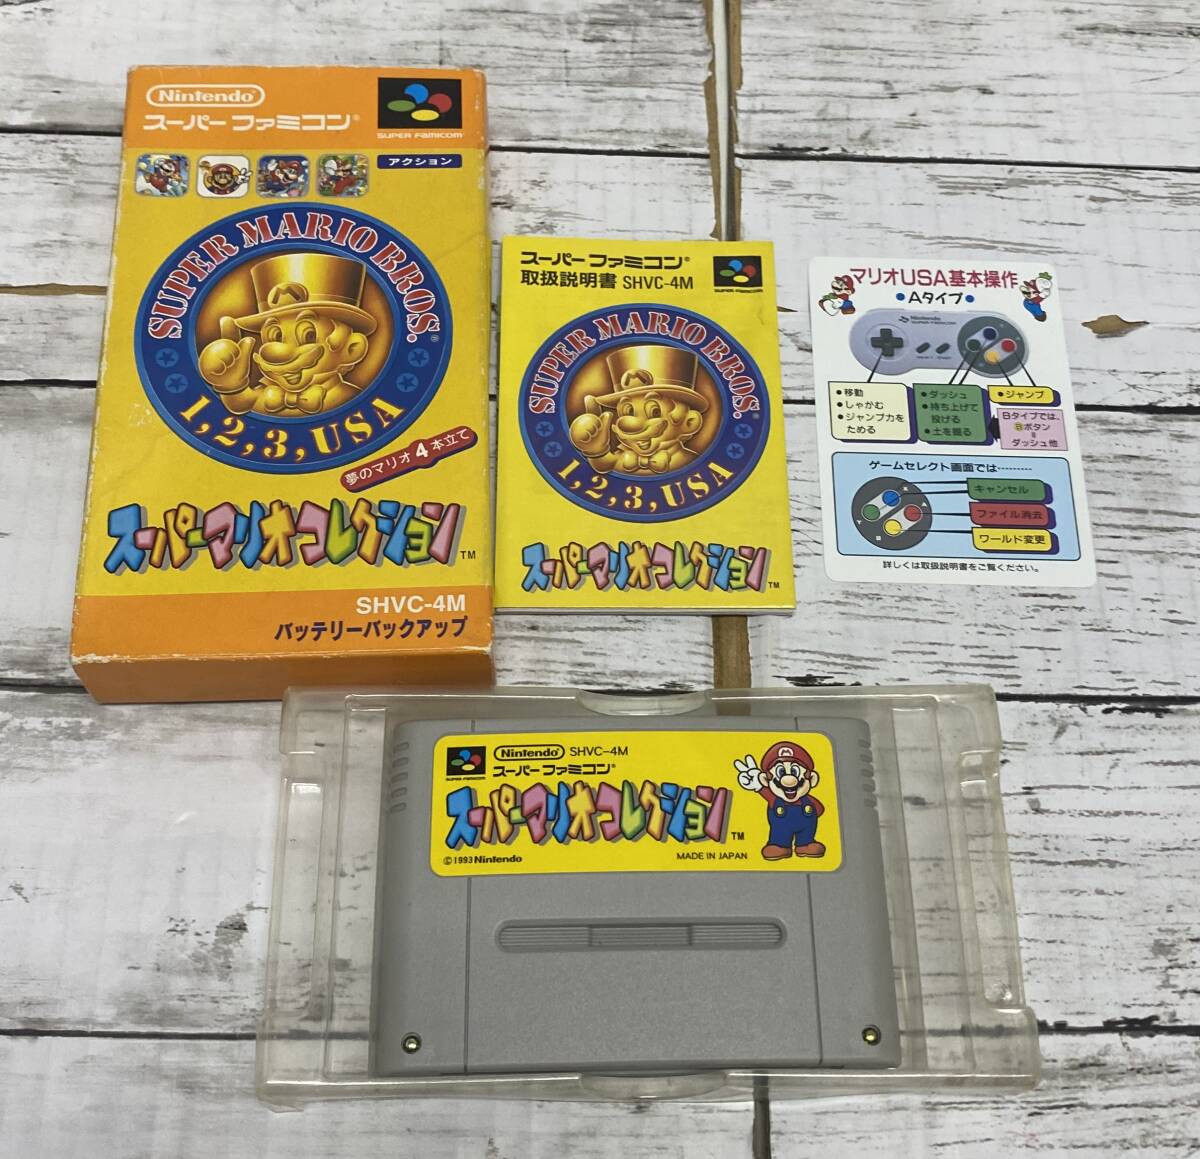 Nintendo
スーパーファミコン®
SUPER FAMICOM
アクション
SUPER MARIO BROS.®
1, 2, 3, USA
夢のマリオ4本立て
スーパーマリオコレクション™
SHVC-4M
バッテリーバックアップ
スーパーファミコン®
取扱説明書 SHVC-4M
SUPER FAMICOM
SUPER MARIO BROS.®
1, 2, 3, USA
スーパーマリオコレクション™
マリオUSA基本操作
●Aタイプ●
Nintendo
SUPER FAMICOM
●移動
●しゃがむ
●ジャンプ力を
ためる
●ダッシュ
●持ち上げて
投げる
●土を掘る
●ジャンプ
Bタイプでは、
Bボタン
=
ダッシュ他
ゲームセレクト画面では………
キャンセル
ファイル消去
ワールド変更
詳しくは取扱説明書をご覧ください。
SUPER FAMICOM
Nintendo SHVC-4M
スーパーファミコン®
スーパーマリオコレクション™
©1993 Nintendo
MADE IN JAPAN